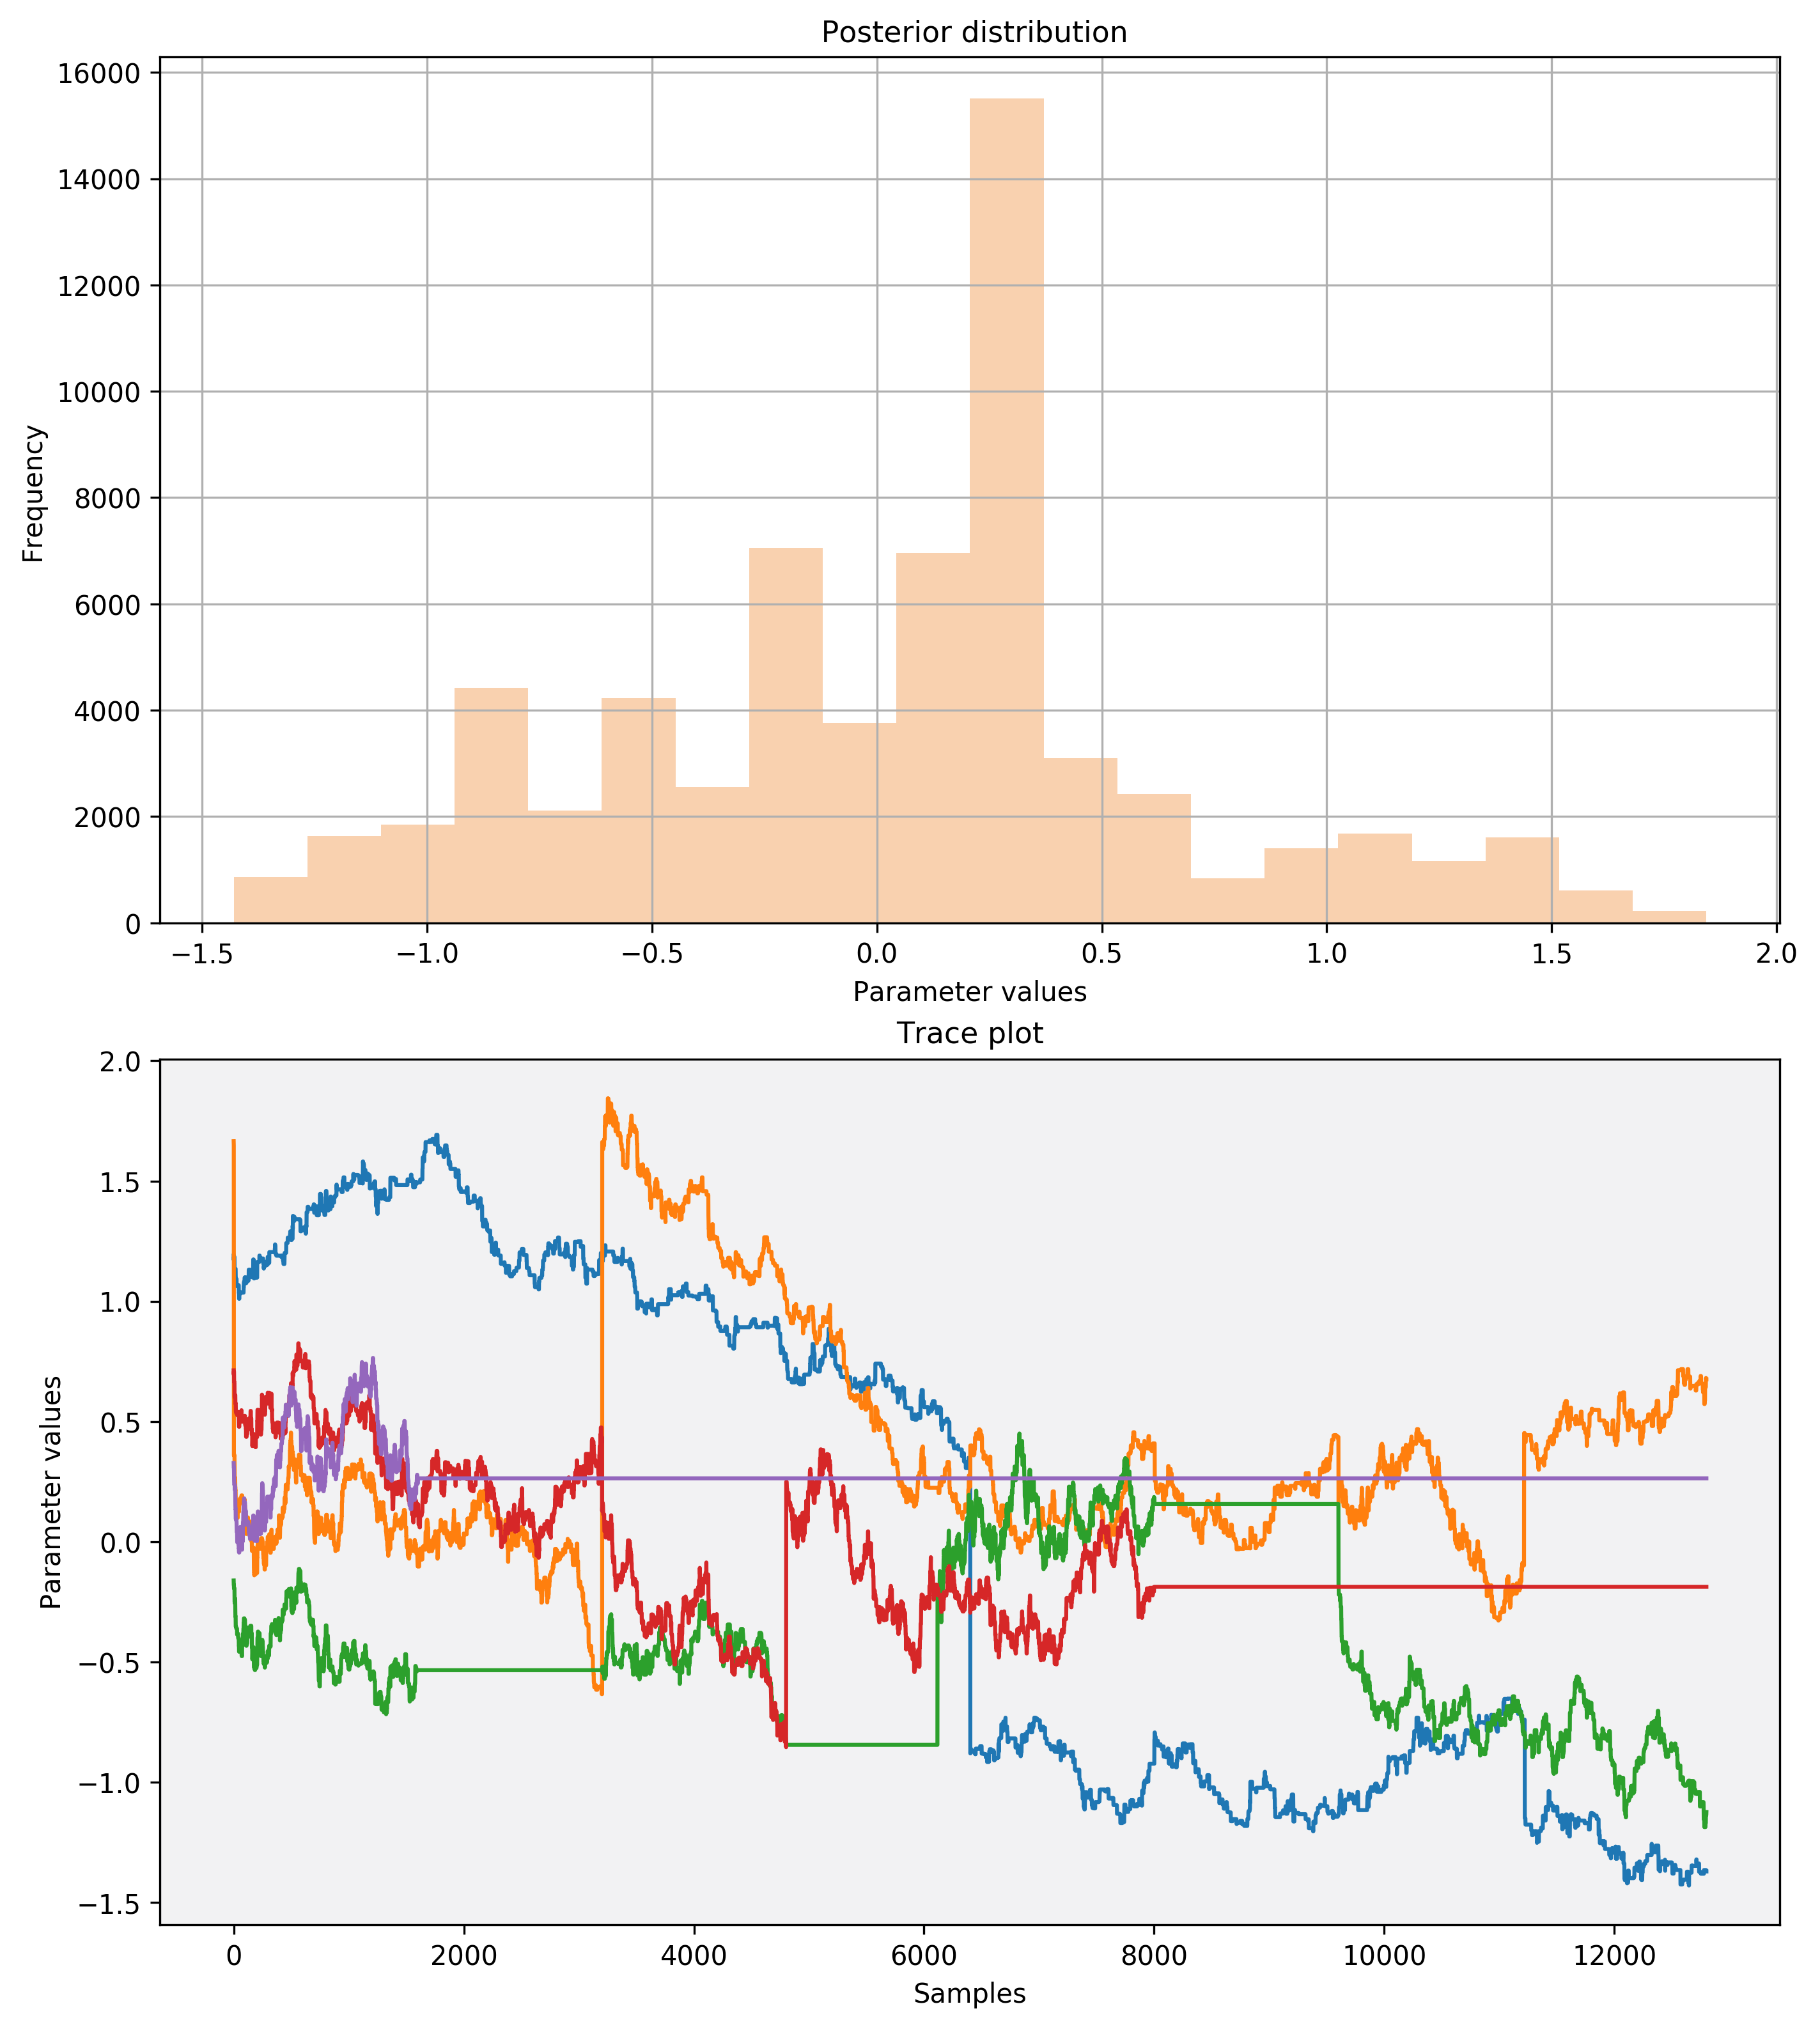 Posterior distribution
16000
14000
12000
10000
8000
6000
4000
2000
0
Frequency
−1.5 −1.0 −0.5 0.0 0.5 1.0 1.5 2.0
Parameter values
Trace plot
2.0
1.5
1.0
0.5
0.0
−0.5
−1.0
−1.5
Parameter values
0 2000 4000 6000 8000 10000 12000
Samples